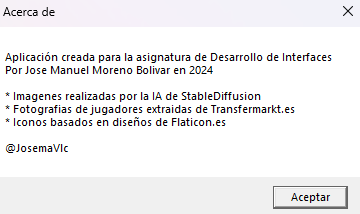 Acerca de
Aplicación creada para la asignatura de Desarrollo de Interfaces
Por Jose Manuel Moreno Bolivar en 2024
* Imagenes realizadas por la IA de StableDiffusion
* Fotografias de jugadores extraidas de Transfermarkt.es
* Iconos basados en diseños de Flaticon.es
@JosemaVlc
Aceptar